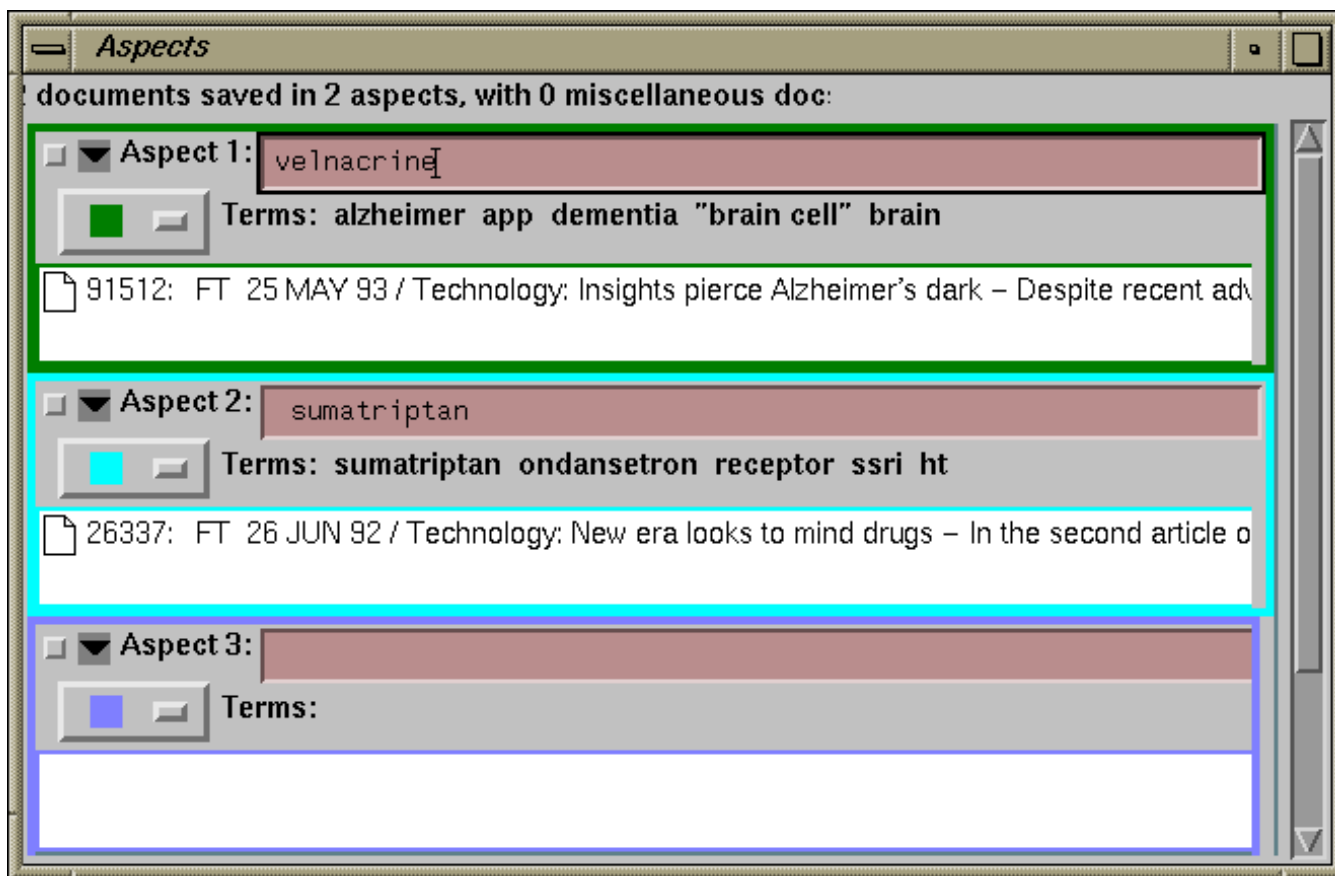 Aspects
documents saved in 2 aspects, with 0 miscellaneous doc
Aspect 1: velnacrine
Terms: alzheimer app dementia "brain cell" brain
91512: FT 25 MAY 93 / Technology: Insights pierce Alzheimer's dark – Despite recent adv
Aspect 2: sumatriptan
Terms: sumatriptan ondansetron receptor ssri ht
26337: FT 26 JUN 92 / Technology: New era looks to mind drugs – In the second article o
Aspect 3:
Terms: